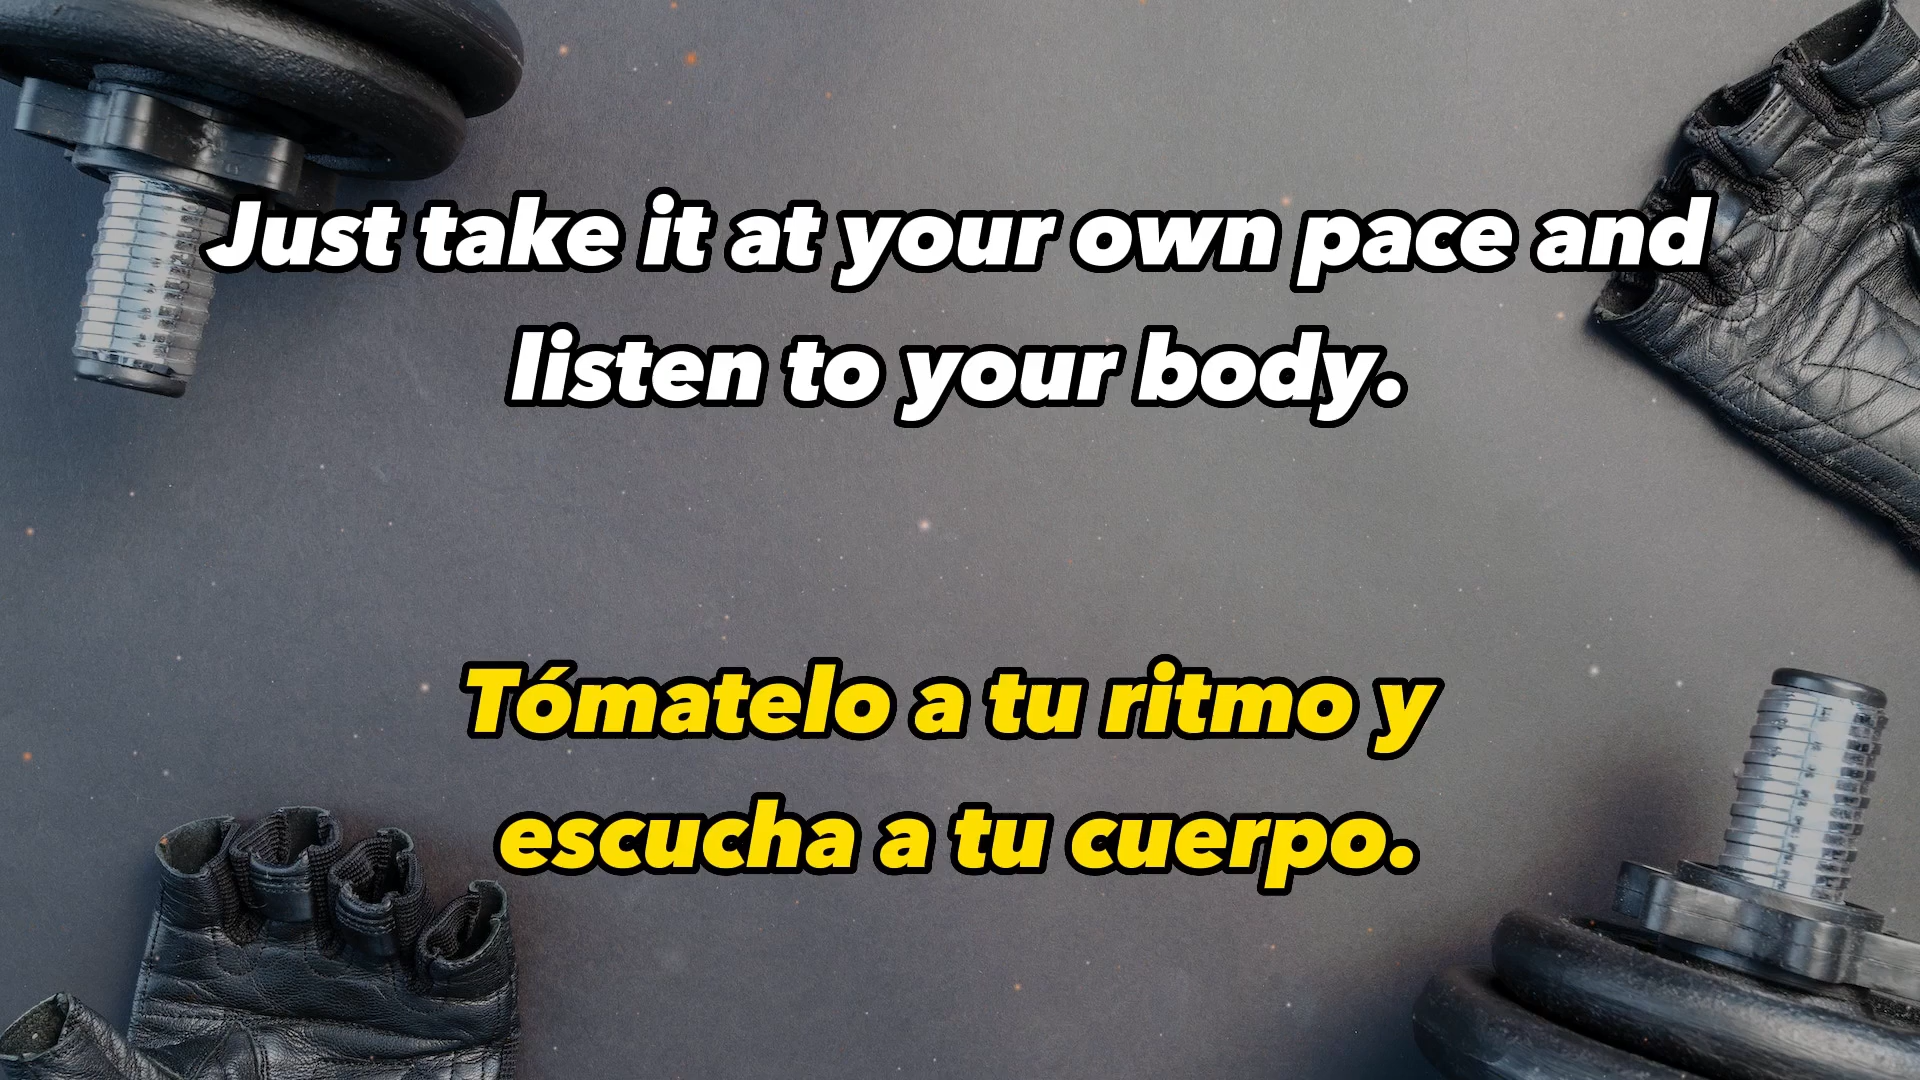 Just take it at your own pace and
listen to your body.
Tómatelo a tu ritmo y
escucha a tu cuerpo.